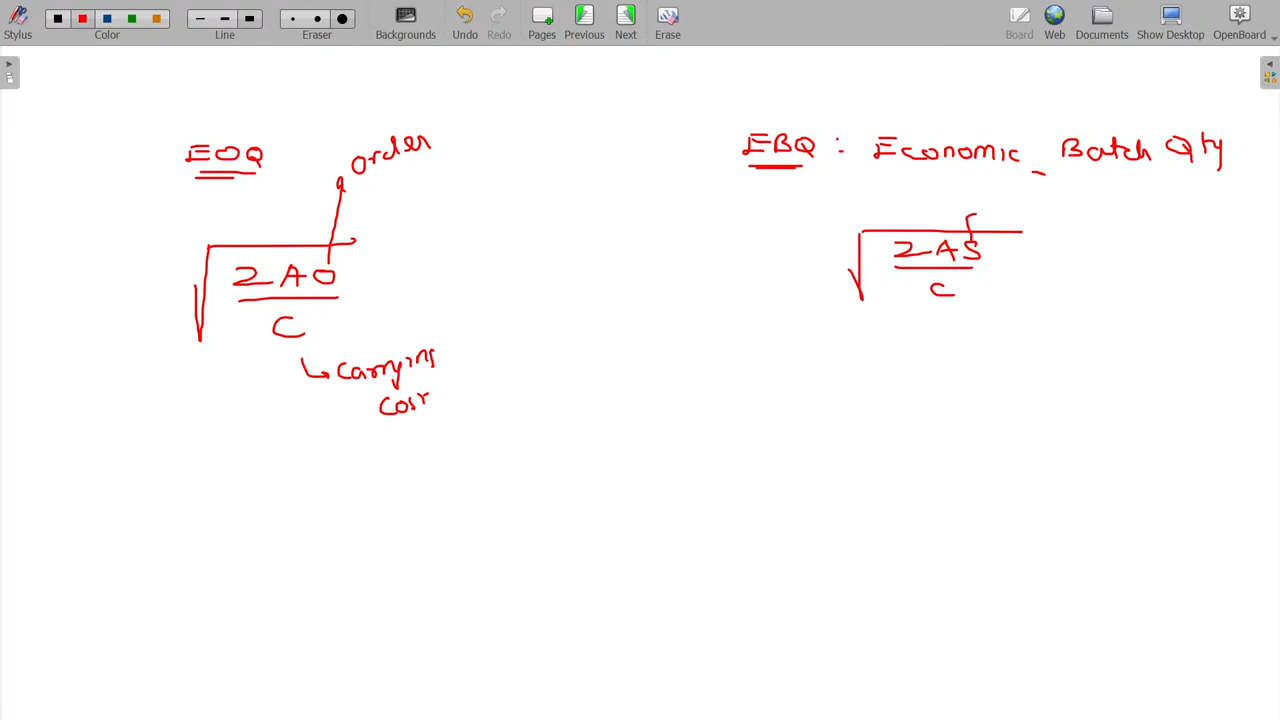 Stylus Color Line Eraser Backgrounds Undo Redo Pages Previous Next Erase Board Web Documents Show Desktop OpenBoard
EOQ
order
√2AO
C
carrying
cost
EBQ : Economic Batch Qty
√2AS
C